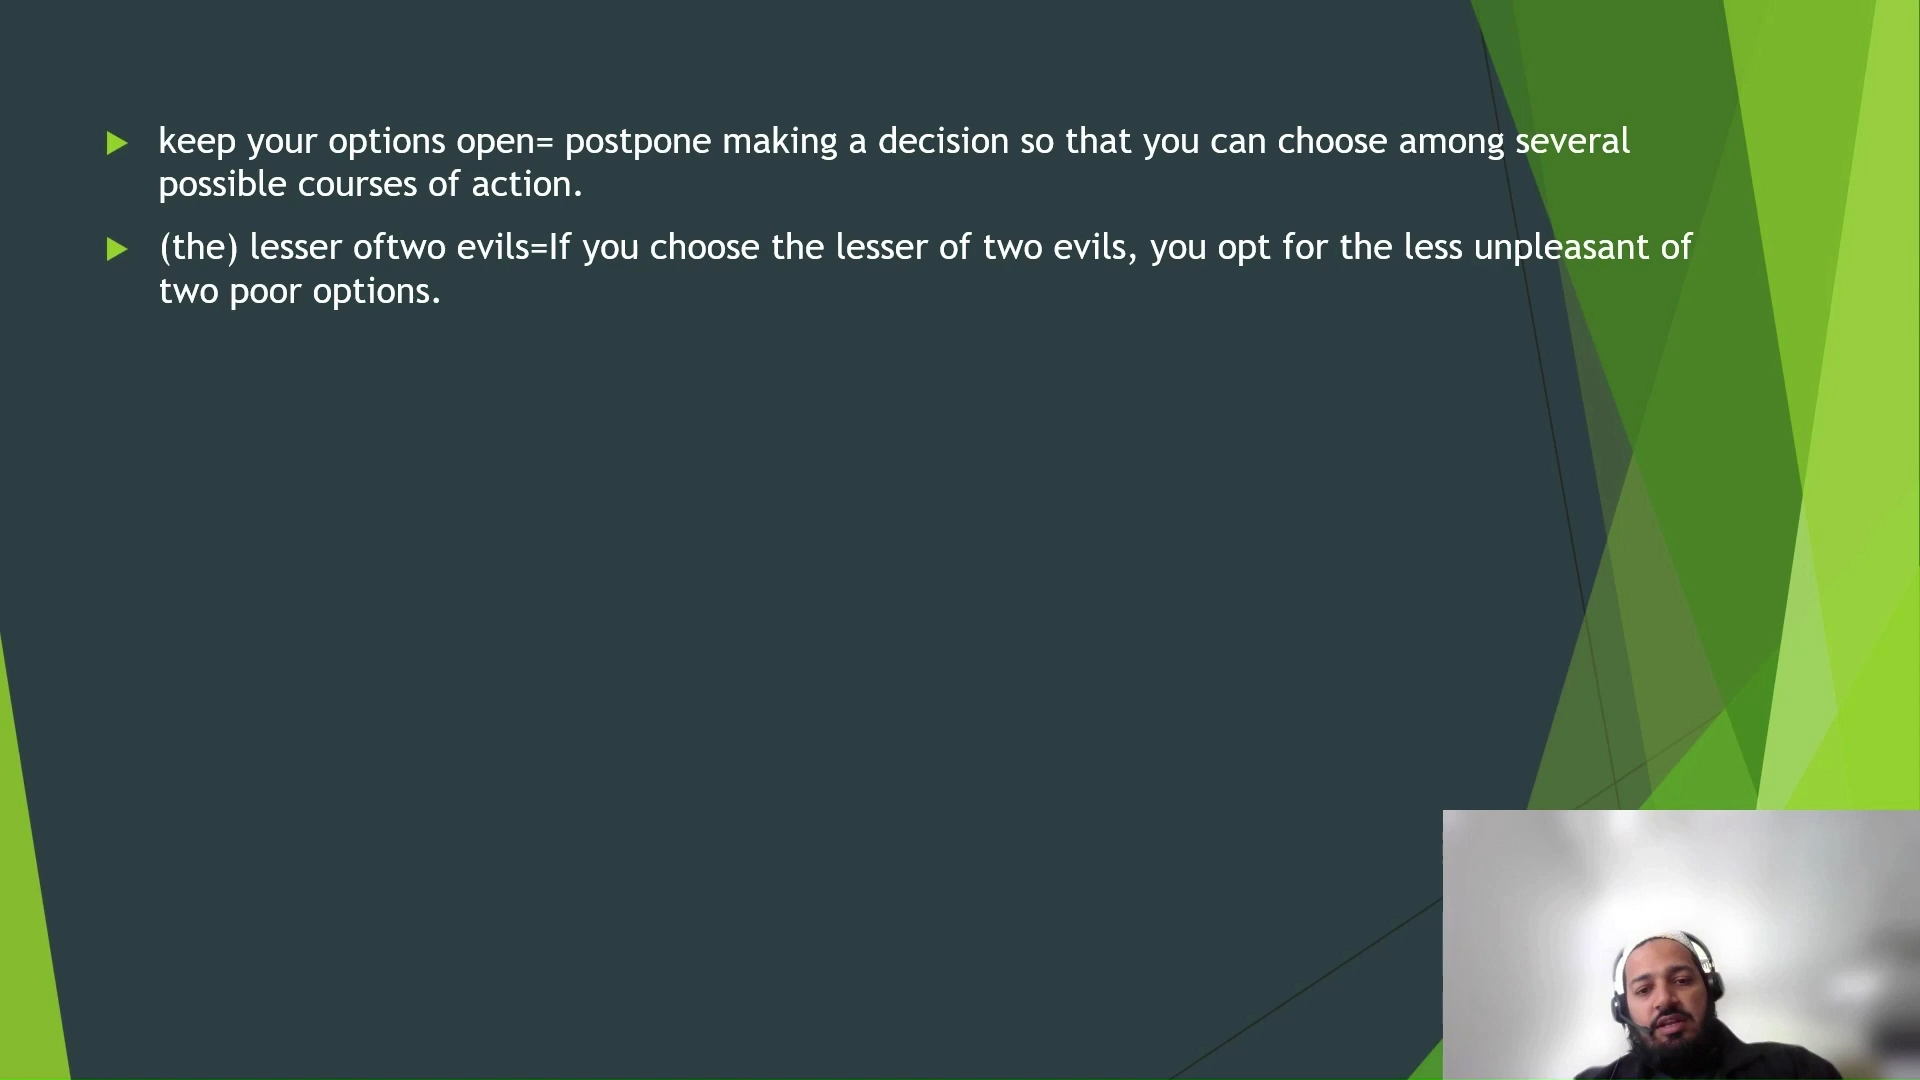 keep your options open= postpone making a decision so that you can choose among several
possible courses of action.
(the) lesser oftwo evils=If you choose the lesser of two evils, you opt for the less unpleasant of
two poor options.